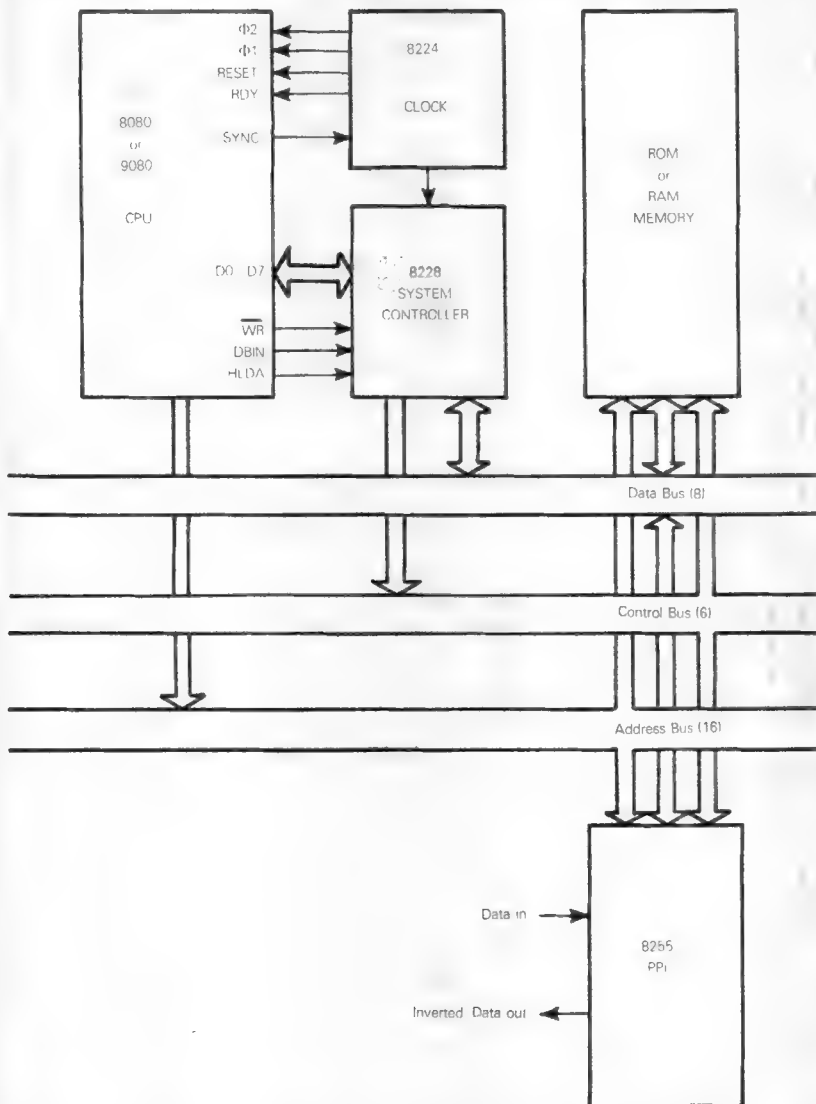 Φ2
Φ1
RESET
RDY
SYNC
8080
or
9080
CPU
D0 D7
WR
DBIN
HLDA
8224
CLOCK
8228
SYSTEM
CONTROLLER
ROM
or
RAM
MEMORY
Data Bus (8)
Control Bus (6)
Address Bus (16)
Data in
Inverted Data out
8255
PPI